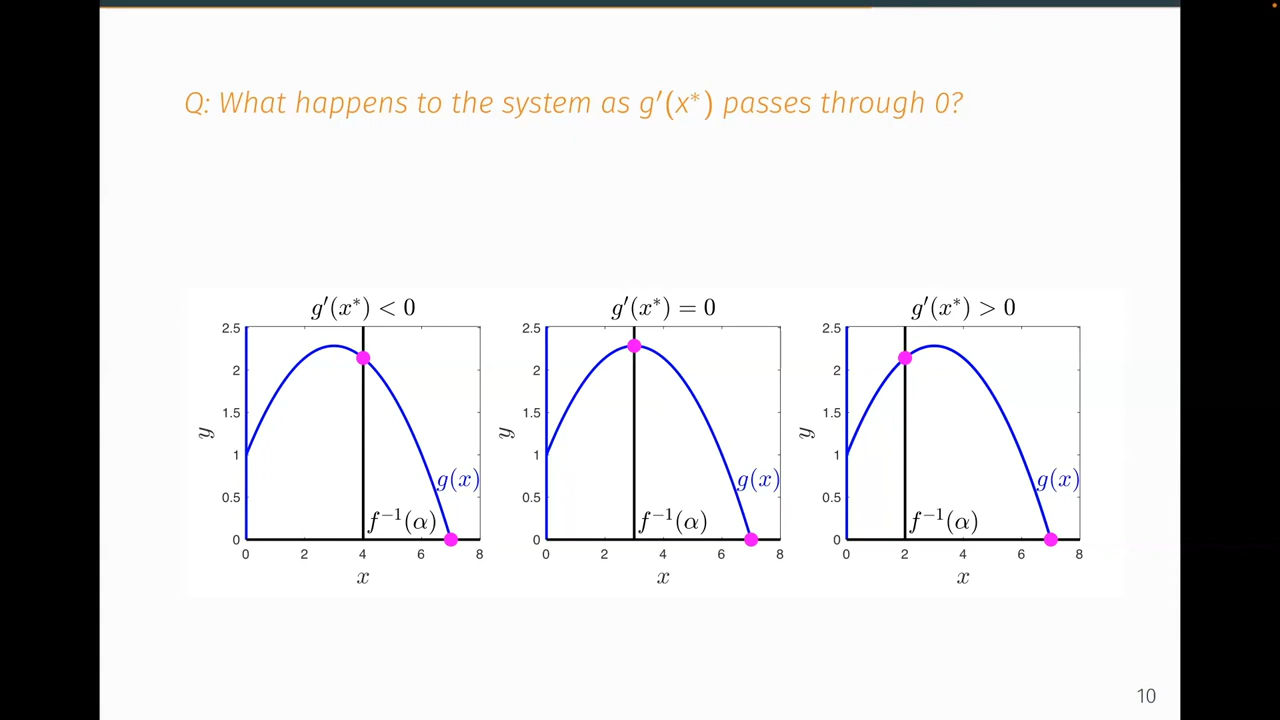 Q: What happens to the system as g′(x*) passes through 0?
g′(x*) < 0
2.5
2
1.5
1
0.5
0
y
g(x)
f⁻¹(α)
0 2 4 6 8
x
g′(x*) = 0
2.5
2
1.5
1
0.5
0
y
g(x)
f⁻¹(α)
0 2 4 6 8
x
g′(x*) > 0
2.5
2
1.5
1
0.5
0
y
g(x)
f⁻¹(α)
0 2 4 6 8
x
10